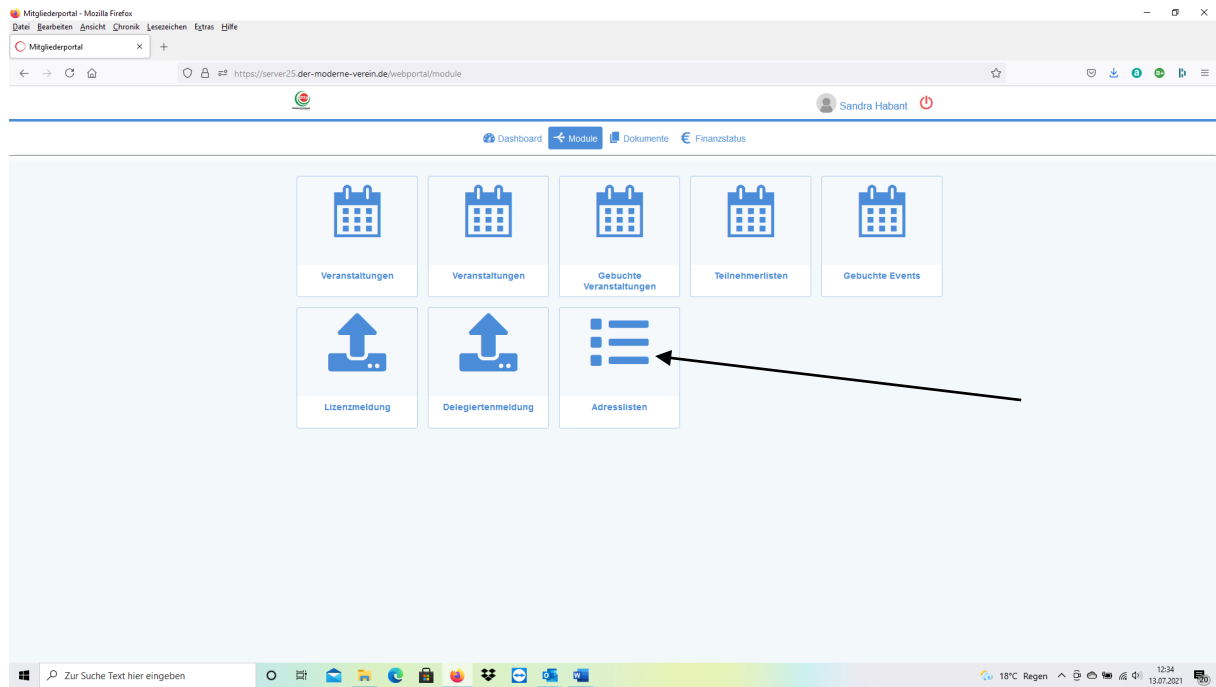 Mitgliederportal - Mozilla Firefox
Datei Bearbeiten Ansicht Chronik Lesezeichen Extras Hilfe
Mitgliederportal
https://server25.der-moderne-verein.de/webportal/module
Sandra Habant
Dashboard Module Dokumente Finanzstatus
Veranstaltungen Veranstaltungen Gebuchte Veranstaltungen Teilnehmerlisten Gebuchte Events
Lizenzmeldung Delegiertenmeldung Adresslisten
Zur Suche Text hier eingeben
18°C Regen
12:34
13.07.2021
20